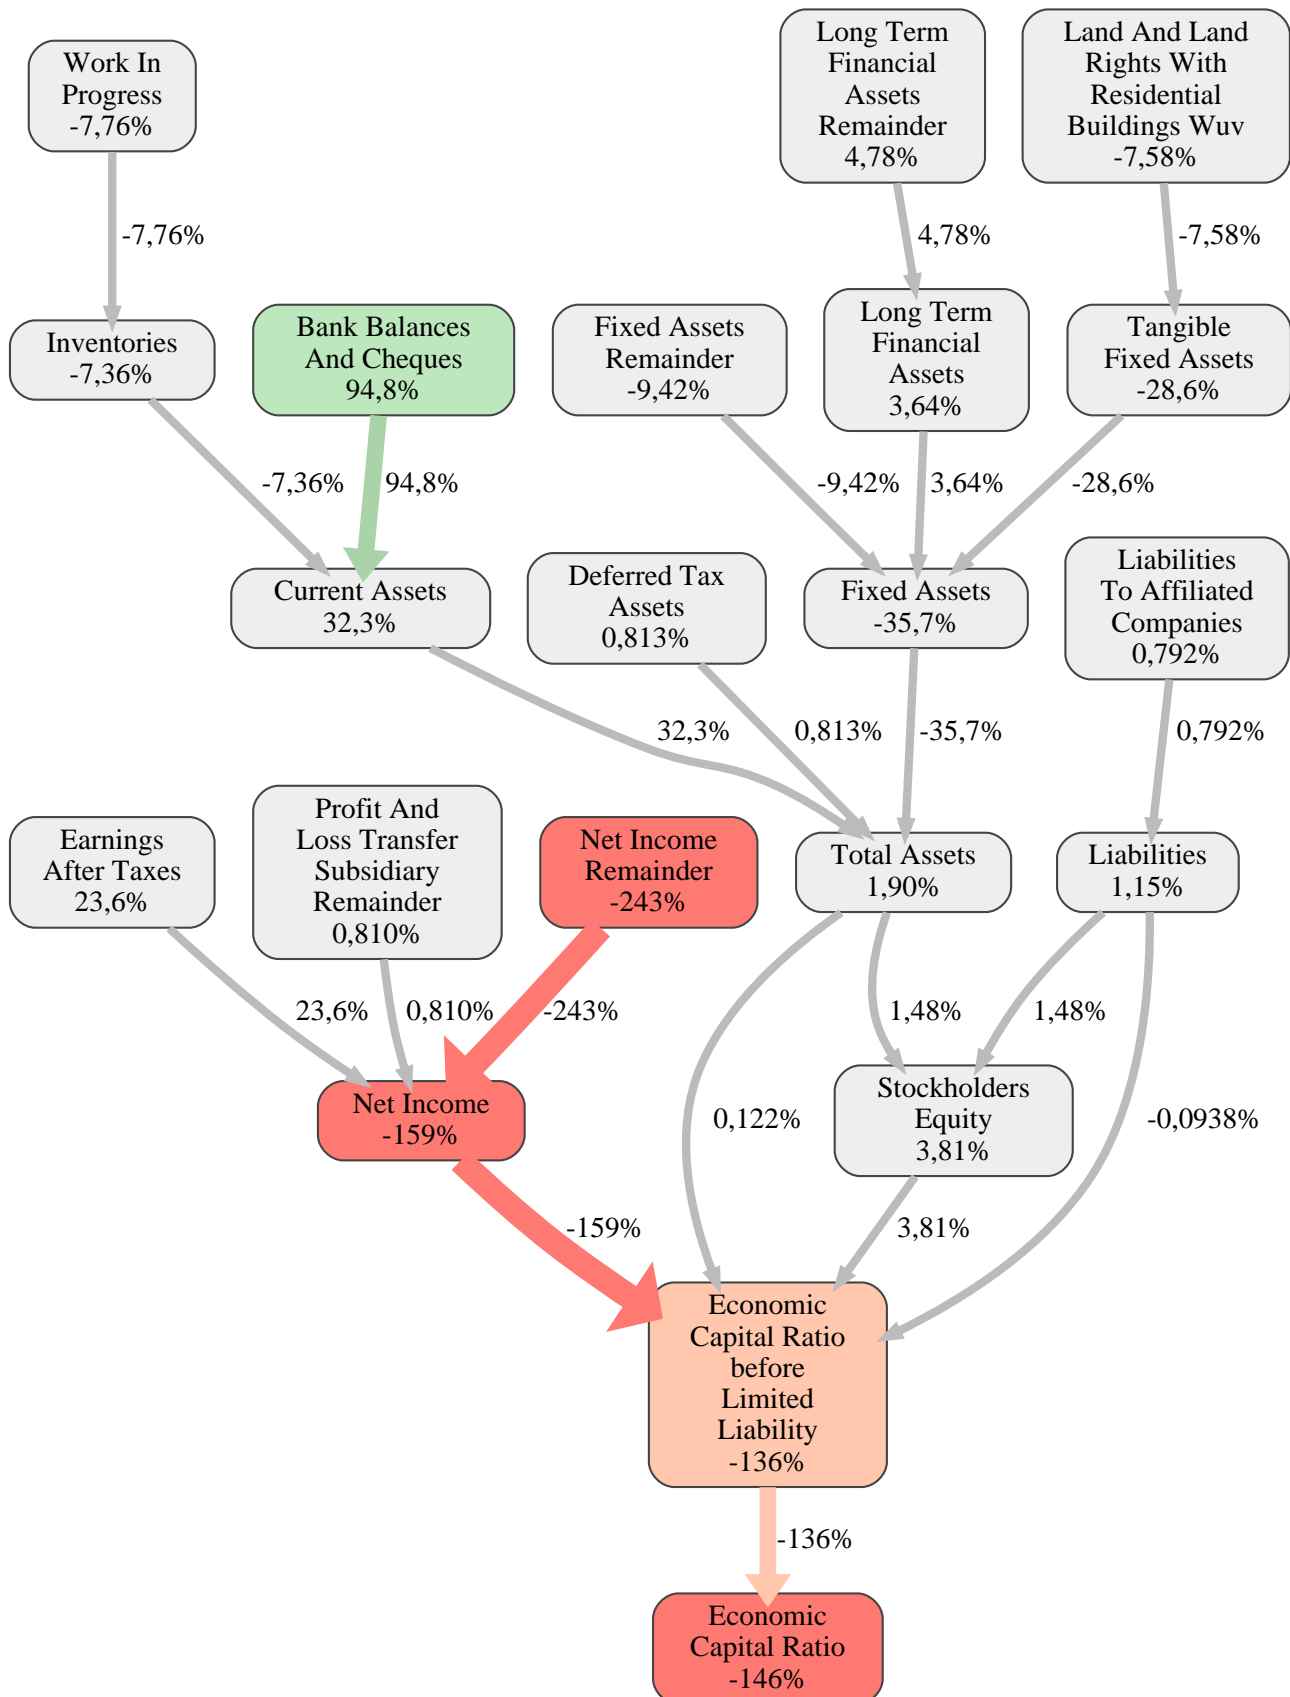 Work In
Progress
-7,76%
Long Term
Financial
Assets
Remainder
4,78%
Land And Land
Rights With
Residential
Buildings Wuv
-7,58%
-7,76%
4,78%
-7,58%
Inventories
-7,36%
Bank Balances
And Cheques
94,8%
Fixed Assets
Remainder
-9,42%
Long Term
Financial
Assets
3,64%
Tangible
Fixed Assets
-28,6%
-7,36%
94,8%
-9,42%
3,64%
-28,6%
Current Assets
32,3%
Deferred Tax
Assets
0,813%
Fixed Assets
-35,7%
Liabilities
To Affiliated
Companies
0,792%
32,3%
0,813%
-35,7%
0,792%
Earnings
After Taxes
23,6%
Profit And
Loss Transfer
Subsidiary
Remainder
0,810%
Net Income
Remainder
-243%
Total Assets
1,90%
Liabilities
1,15%
23,6%
0,810%
-243%
1,48%
1,48%
Net Income
-159%
0,122%
Stockholders
Equity
3,81%
-0,0938%
-159%
3,81%
Economic
Capital Ratio
before
Limited
Liability
-136%
-136%
Economic
Capital Ratio
-146%